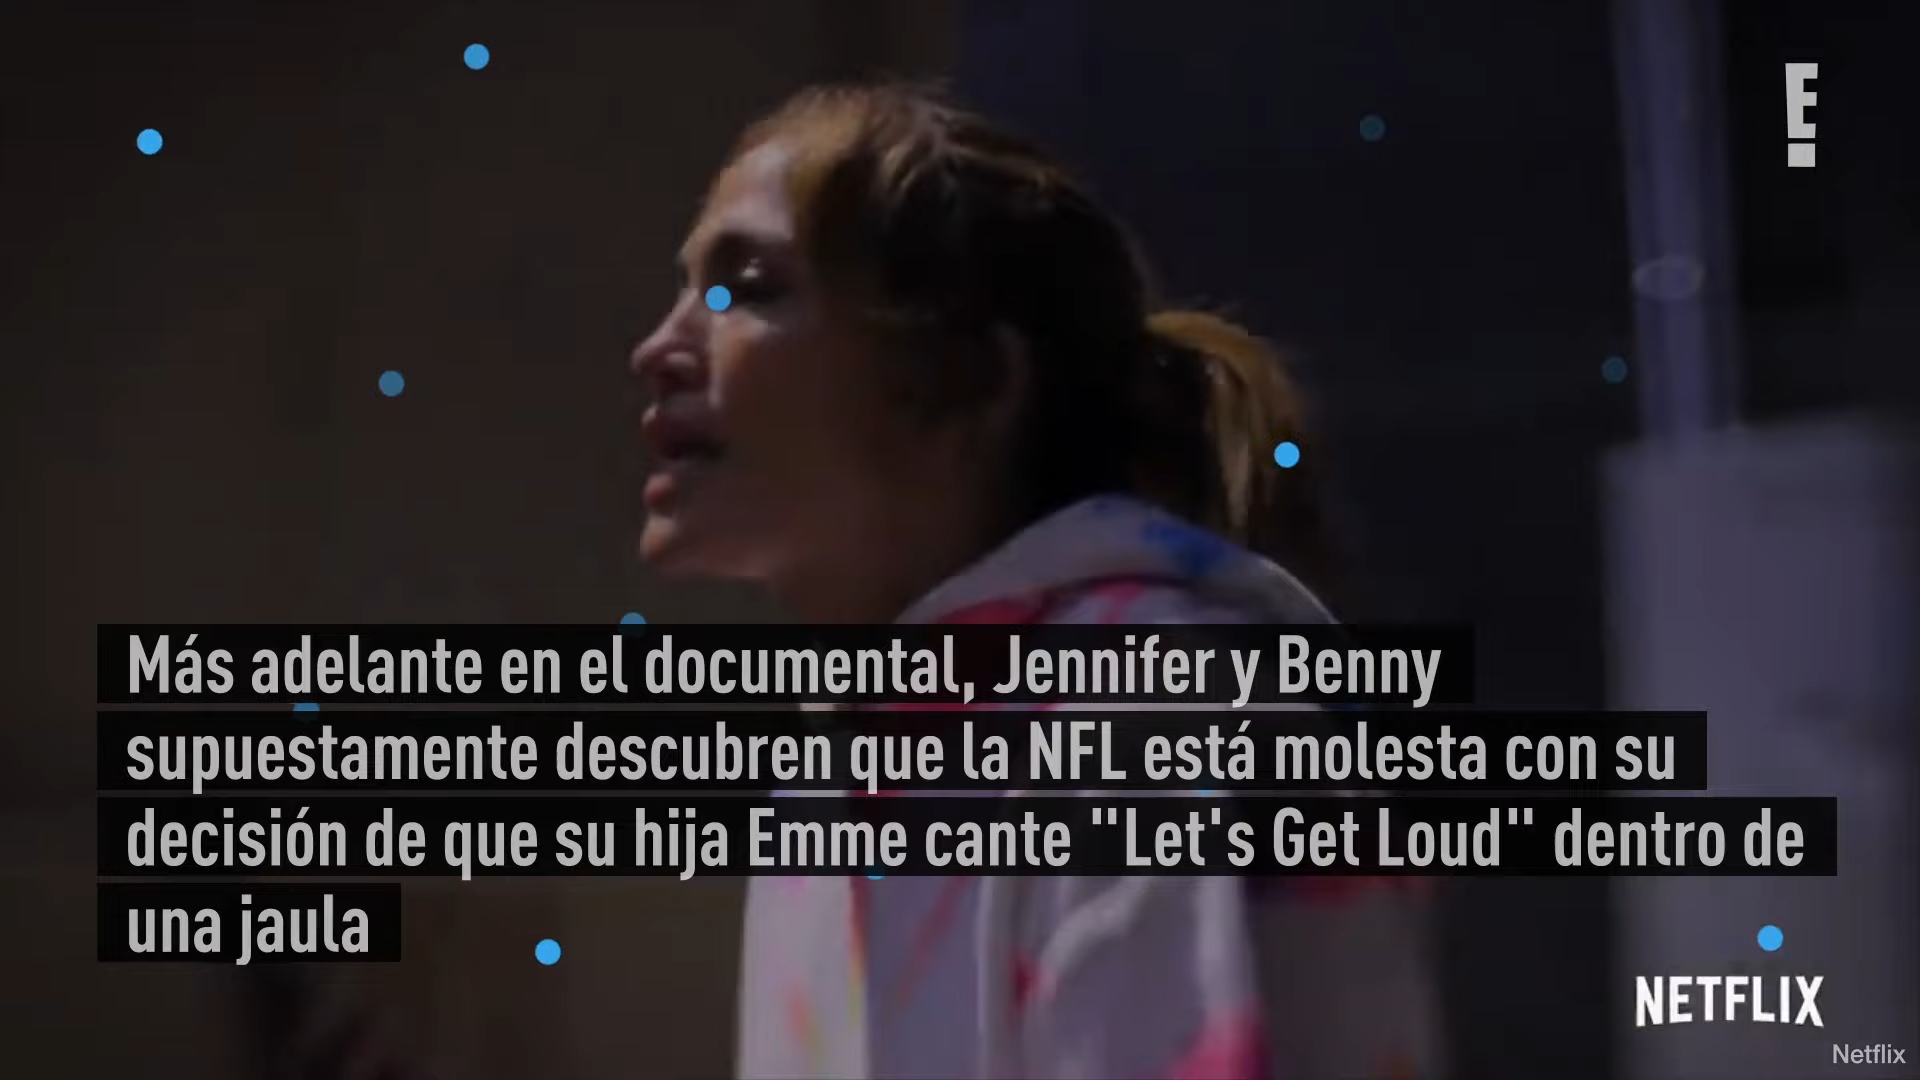 E!
Más adelante en el documental, Jennifer y Benny
supuestamente descubren que la NFL está molesta con su
decisión de que su hija Emme cante "Let's Get Loud" dentro de
una jaula
NETFLIX
Netflix